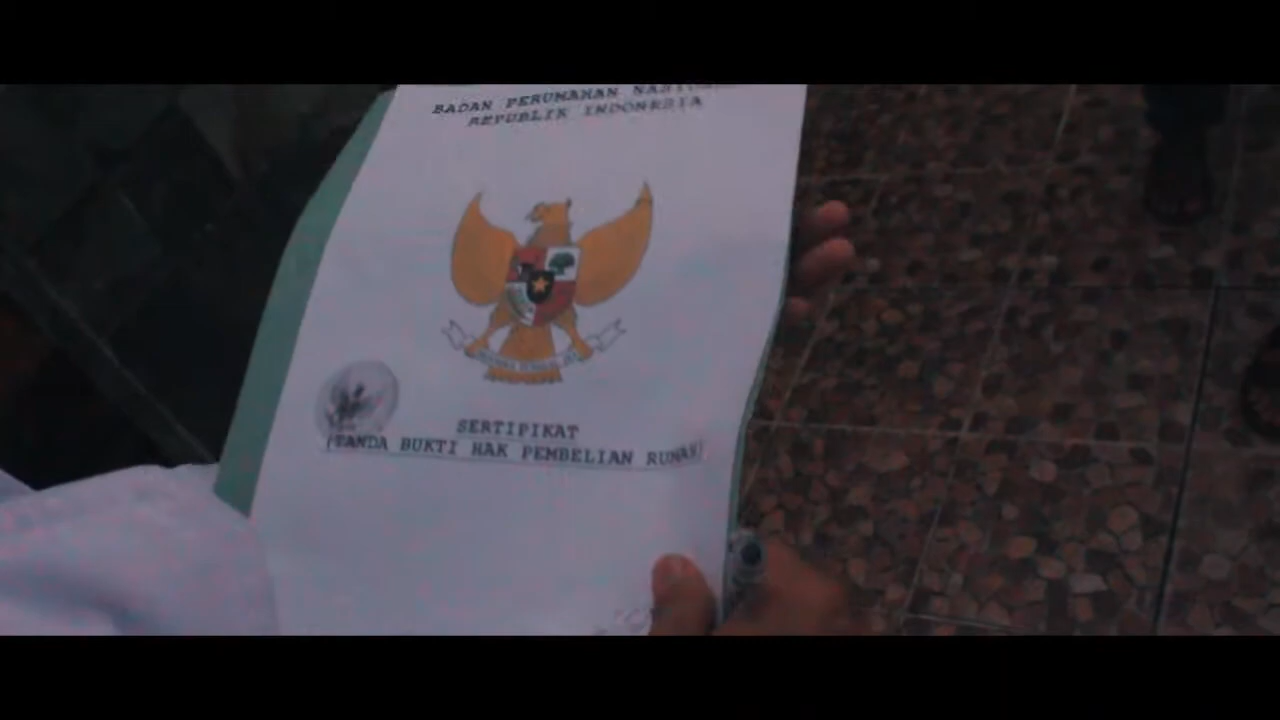 BADAN PERUMAHAN
REPUBLIK INDONESIA
SERTIPIKAT
(TANDA BUKTI HAK PEMBELIAN RUMAH)